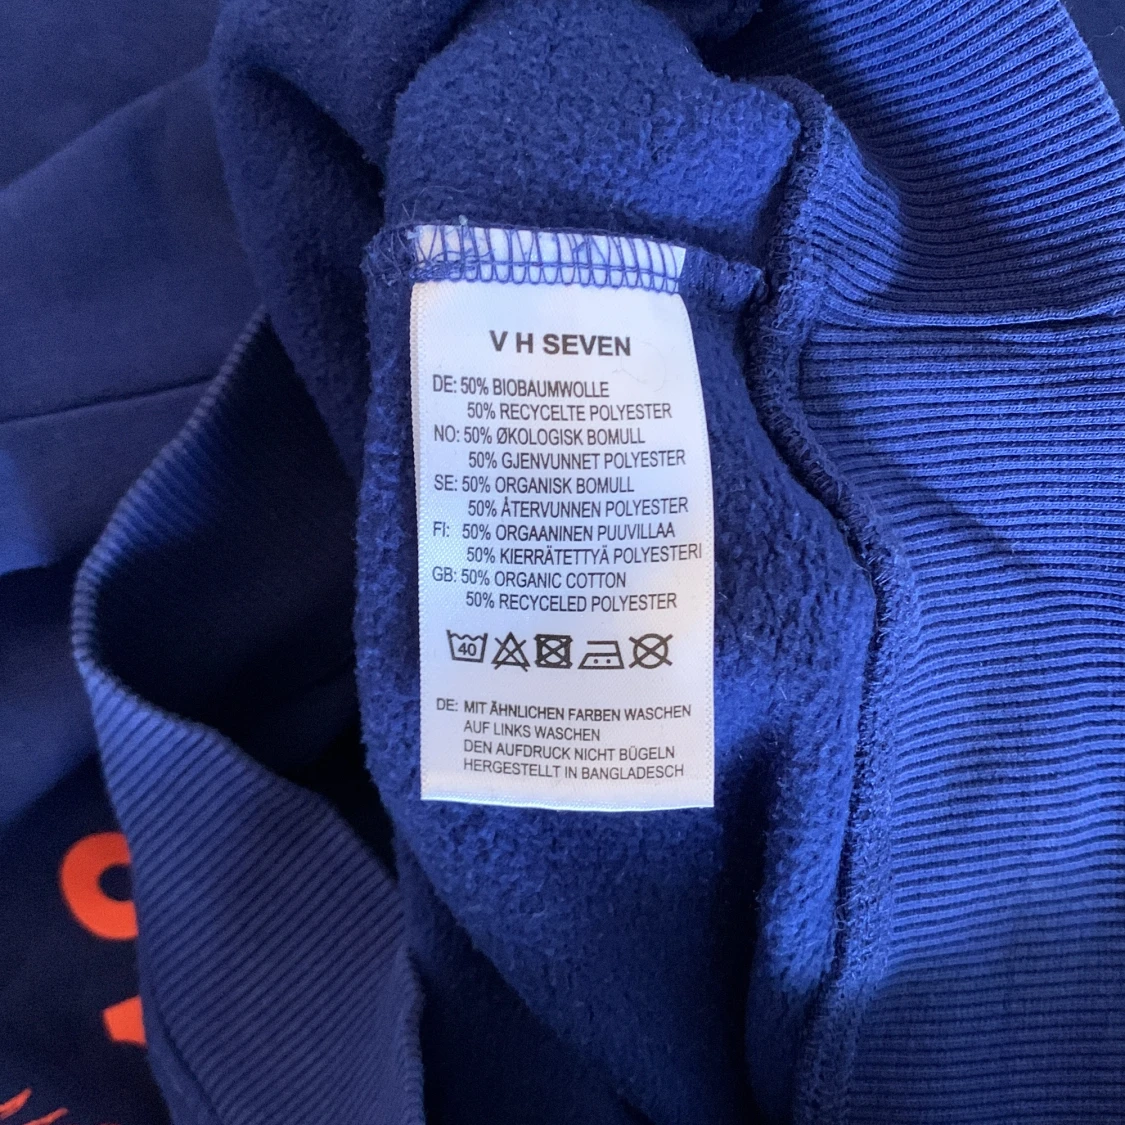 V H SEVEN
DE: 50% BIOBAUMWOLLE
50% RECYCELTE POLYESTER
NO: 50% ØKOLOGISK BOMULL
50% GJENVUNNET POLYESTER
SE: 50% ORGANISK BOMULL
50% ÅTERVUNNEN POLYESTER
FI: 50% ORGAANINEN PUUVILLAA
50% KIERRÄTETTYÄ POLYESTERI
GB: 50% ORGANIC COTTON
50% RECYCLED POLYESTER
40
DE: MIT ÄHNLICHEN FARBEN WASCHEN
AUF LINKS WASCHEN
DEN AUFDRUCK NICHT BÜGELN
HERGESTELLT IN BANGLADESCH